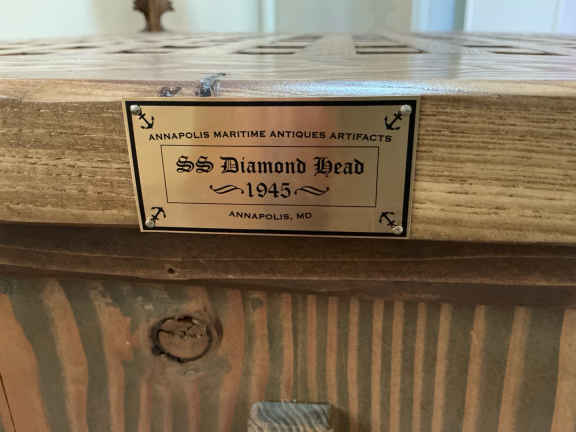 ANNAPOLIS MARITIME ANTIQUES ARTIFACTS
SS Diamond Head
1945
ANNAPOLIS, MD